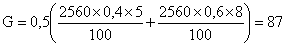 G = 0,5(2560×0,4×5/100 + 2560×0,6×8/100) = 87